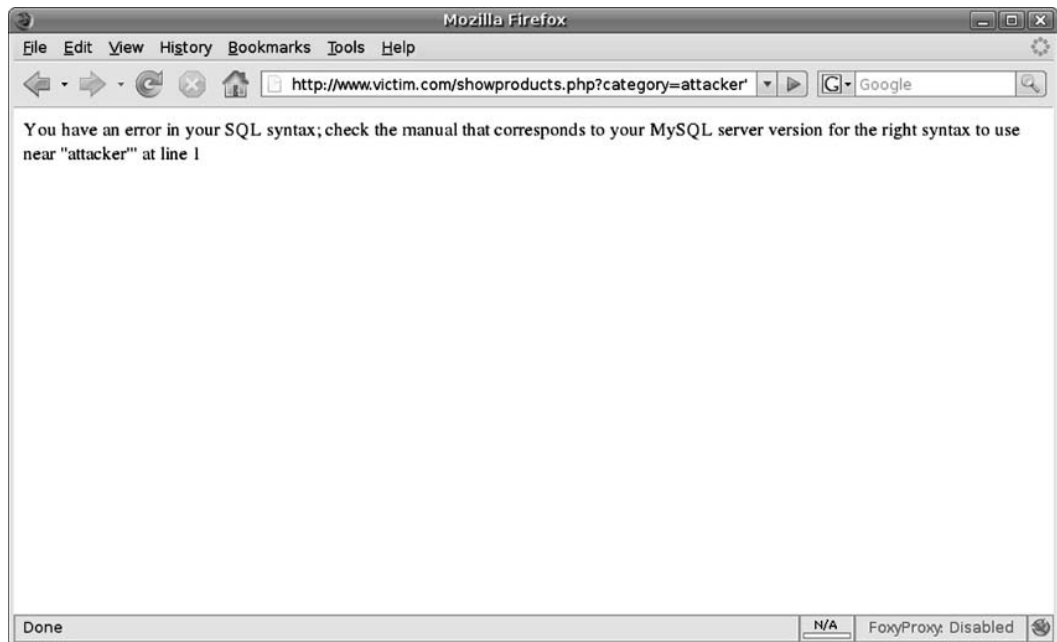 Mozilla Firefox
File Edit View History Bookmarks Tools Help
http://www.victim.com/showproducts.php?category=attacker' G Google
You have an error in your SQL syntax; check the manual that corresponds to your MySQL server version for the right syntax to use
near "attacker'" at line 1
Done N/A FoxyProxy: Disabled